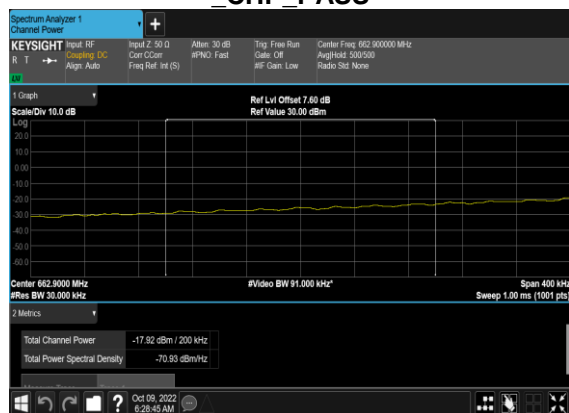 Spectrum Analyzer 1
Channel Power
+
KEYSIGHT Input: RF Input Z: 50 Ω Atten: 30 dB Trig: Free Run Center Freq: 662.900000 MHz
R T Coupling: DC Corr CCorr #PNO: Fast Gate: Off Avg|Hold: 500/500
Align: Auto Freq Ref: Int (S) #IF Gain: Low Radio Std: None
LXI
1 Graph
Ref Lvl Offset 7.60 dB
Scale/Div 10.0 dB Ref Value 30.00 dBm
Log
20.0
10.0
0.00
-10.0
-20.0
-30.0
-40.0
-50.0
-60.0
Center 662.9000 MHz #Video BW 91.000 kHz* Span 400 kHz
#Res BW 30.000 kHz Sweep 1.00 ms (1001 pts)
2 Metrics
Total Channel Power -17.92 dBm / 200 kHz
Total Power Spectral Density -70.93 dBm/Hz
? Oct 09, 2022
6:28:45 AM